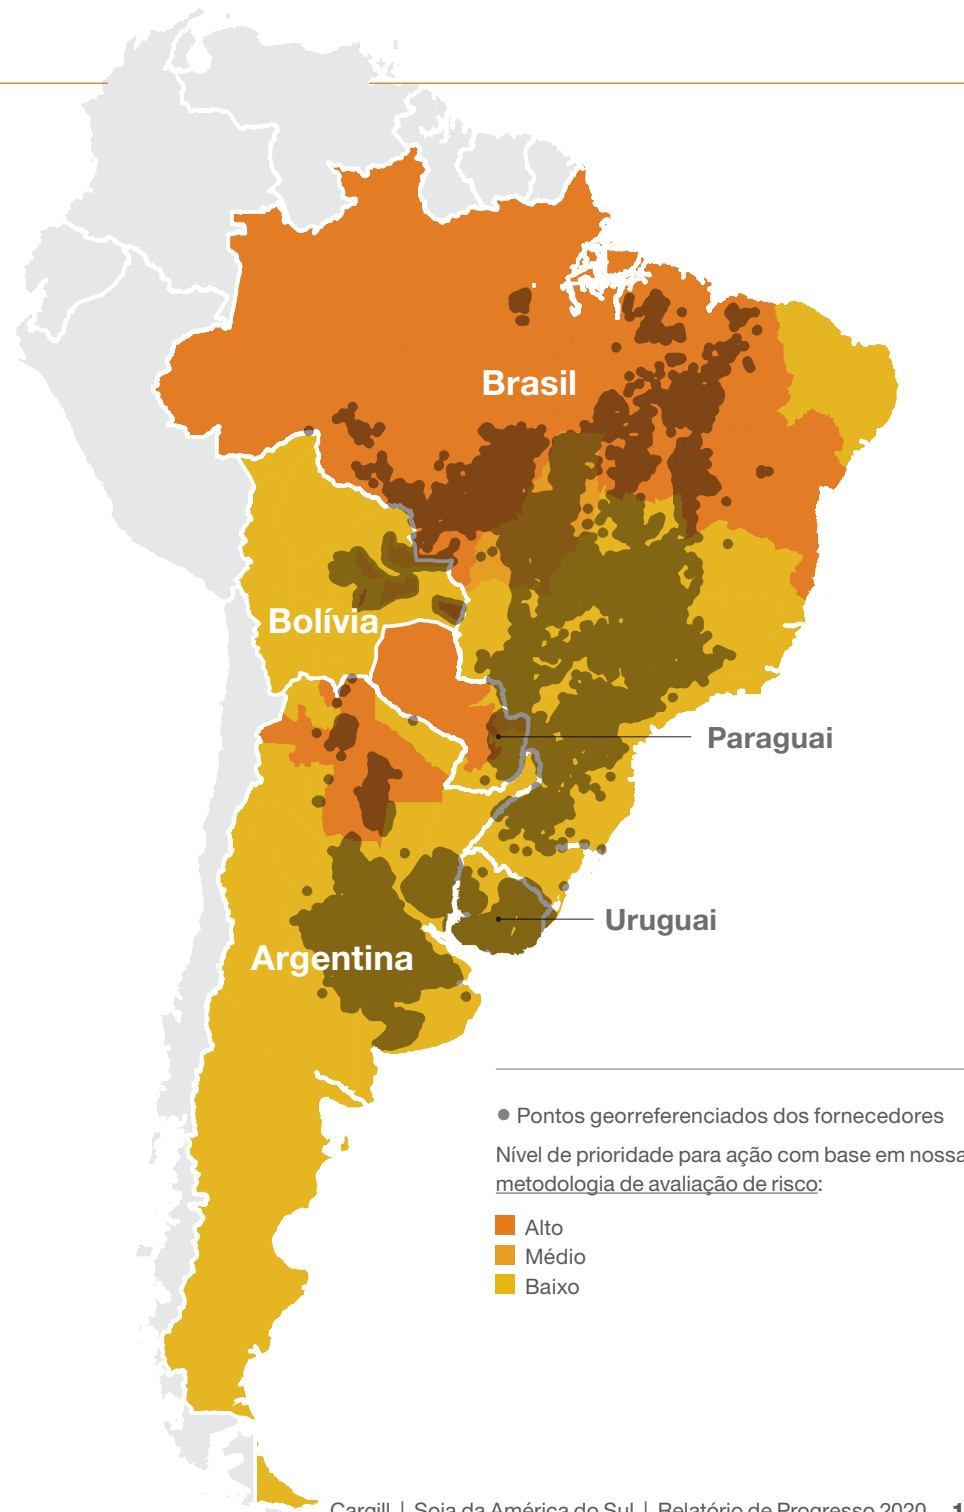 Brasil
Bolívia
Paraguai
Uruguai
Argentina
Pontos georreferenciados dos fornecedores
Nível de prioridade para ação com base em nossa
metodologia de avaliação de risco:
Alto
Médio
Baixo
Cargill | Soja da América do Sul | Relatório de Progresso 2020